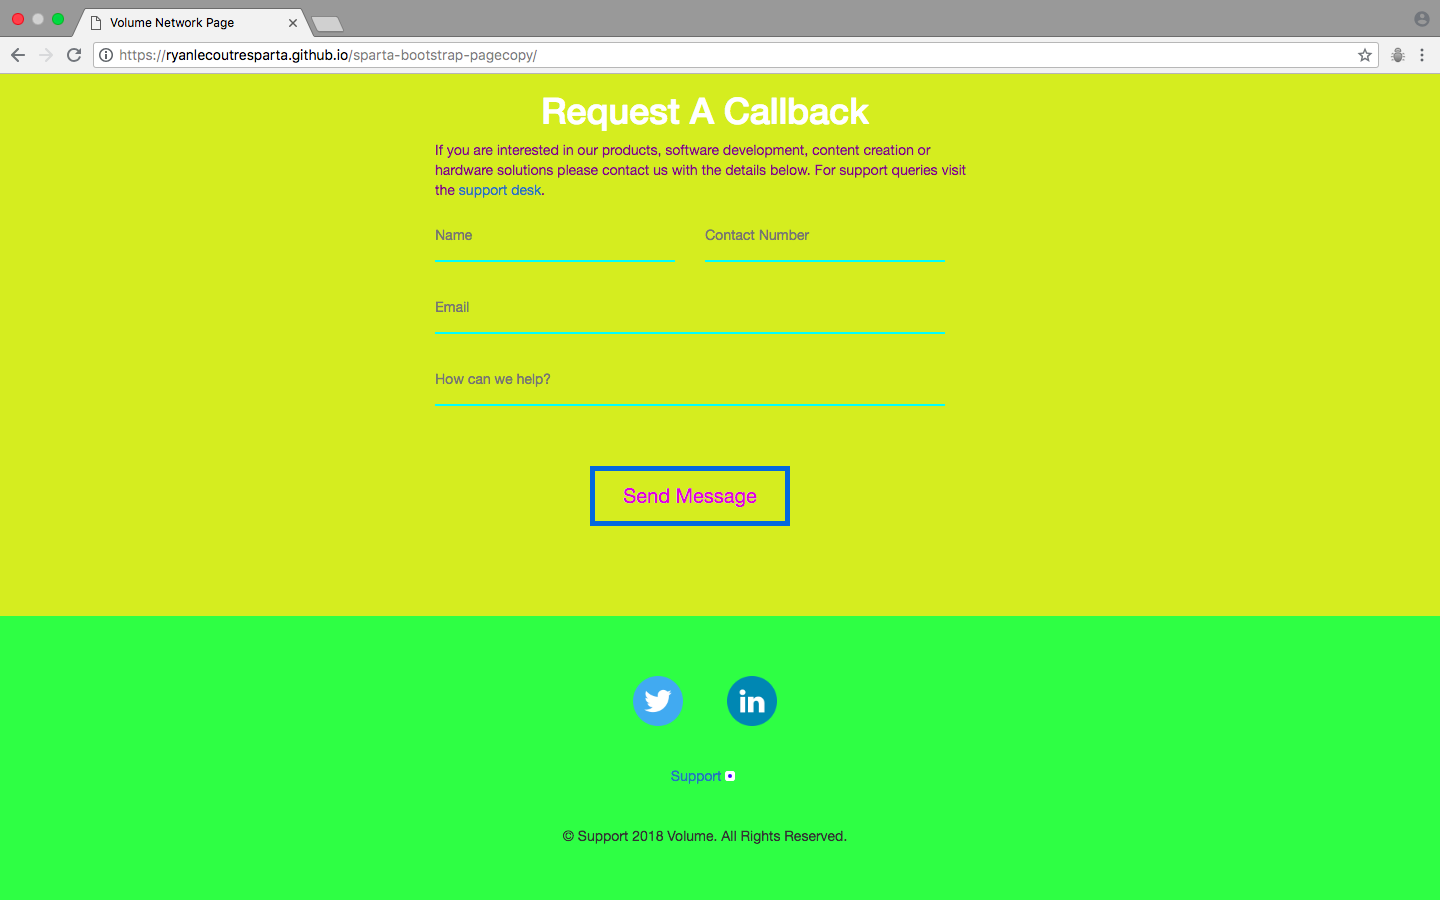 Volume Network Page
https://ryanlecoutresparta.github.io/sparta-bootstrap-pagecopy/
Request A Callback
If you are interested in our products, software development, content creation or
hardware solutions please contact us with the details below. For support queries visit
the support desk.
Name
Contact Number
Email
How can we help?
Send Message
in
Support
© Support 2018 Volume. All Rights Reserved.